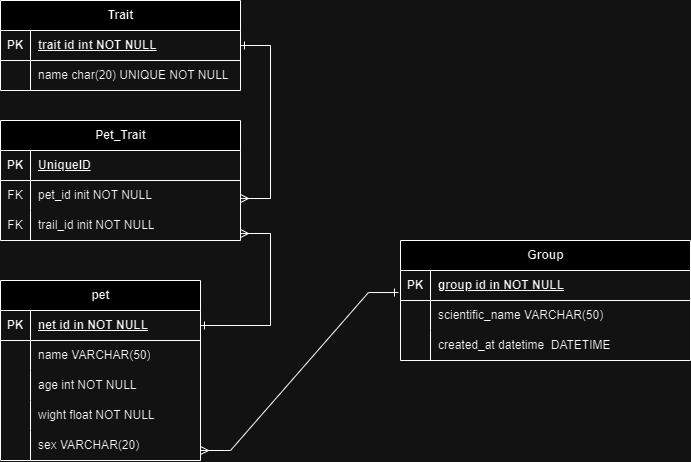 Trait
PK trait id int NOT NULL
name char(20) UNIQUE NOT NULL
Pet_Trait
PK UniqueID
FK pet_id init NOT NULL
FK trail_id init NOT NULL
Group
PK group id in NOT NULL
scientific_name VARCHAR(50)
created_at datetime DATETIME
pet
PK net id in NOT NULL
name VARCHAR(50)
age int NOT NULL
wight float NOT NULL
sex VARCHAR(20)